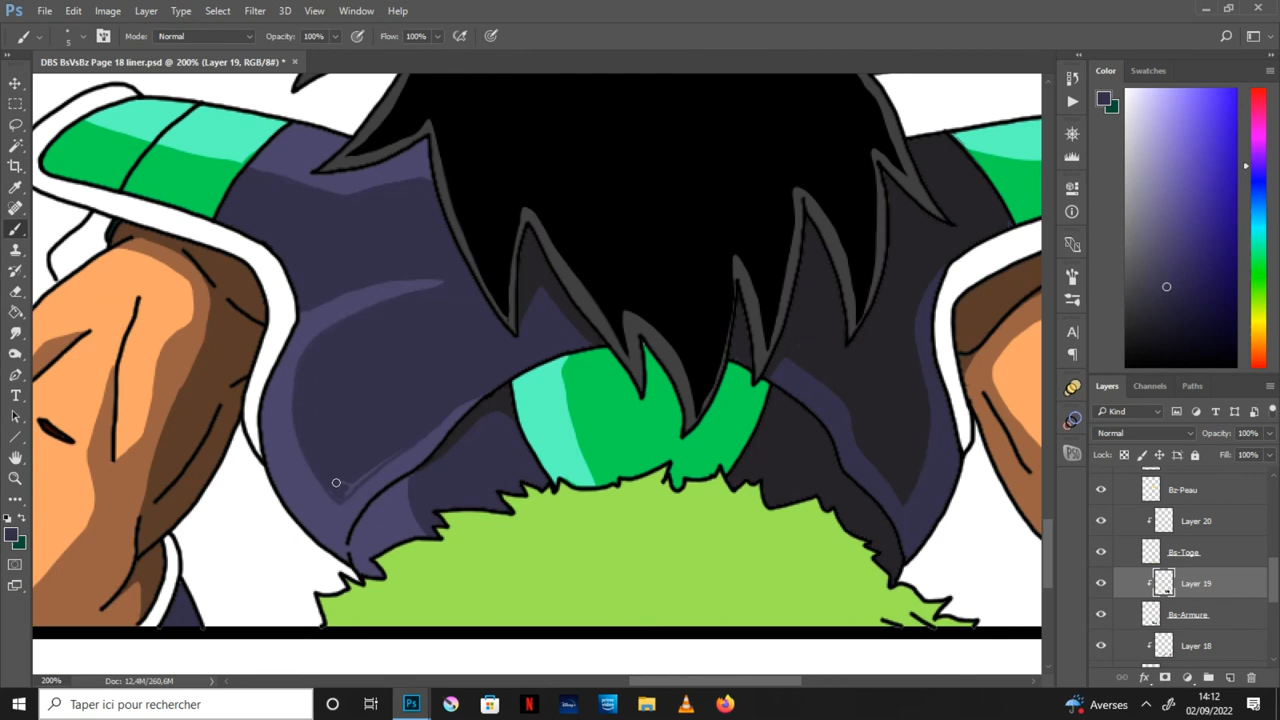 Ps File Edit Image Layer Type Select Filter 3D View Window Help
5 Mode: Normal Opacity: 100% Flow: 100%
DBS BsVsBz Page 18 liner.psd @ 200% (Layer 19, RGB/8#) * ×
Color Swatches
Layers Channels Paths
Kind
Normal Opacity: 100%
Lock: Fill: 100%
Bz-Peau
Layer 20
Bs-Toge
Layer 19
Bs-Armure
Layer 18
200% Doc: 12,4M/260,6M
Taper ici pour rechercher
Averses
14:12
02/09/2022